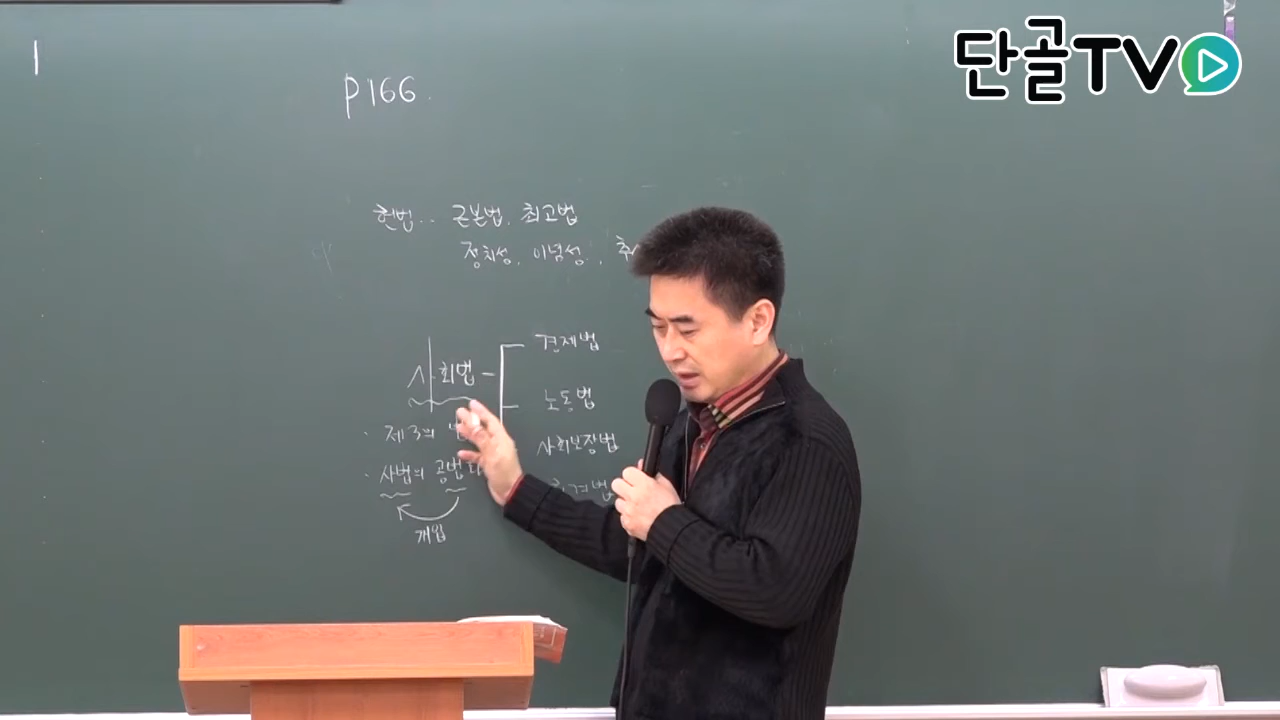 단골TV
P166.
헌법.. 근본법, 최고법
정치성, 이념성,
사회법
경제법
노동법
사회보장법
· 제3의
· 사법의 공법화
개입